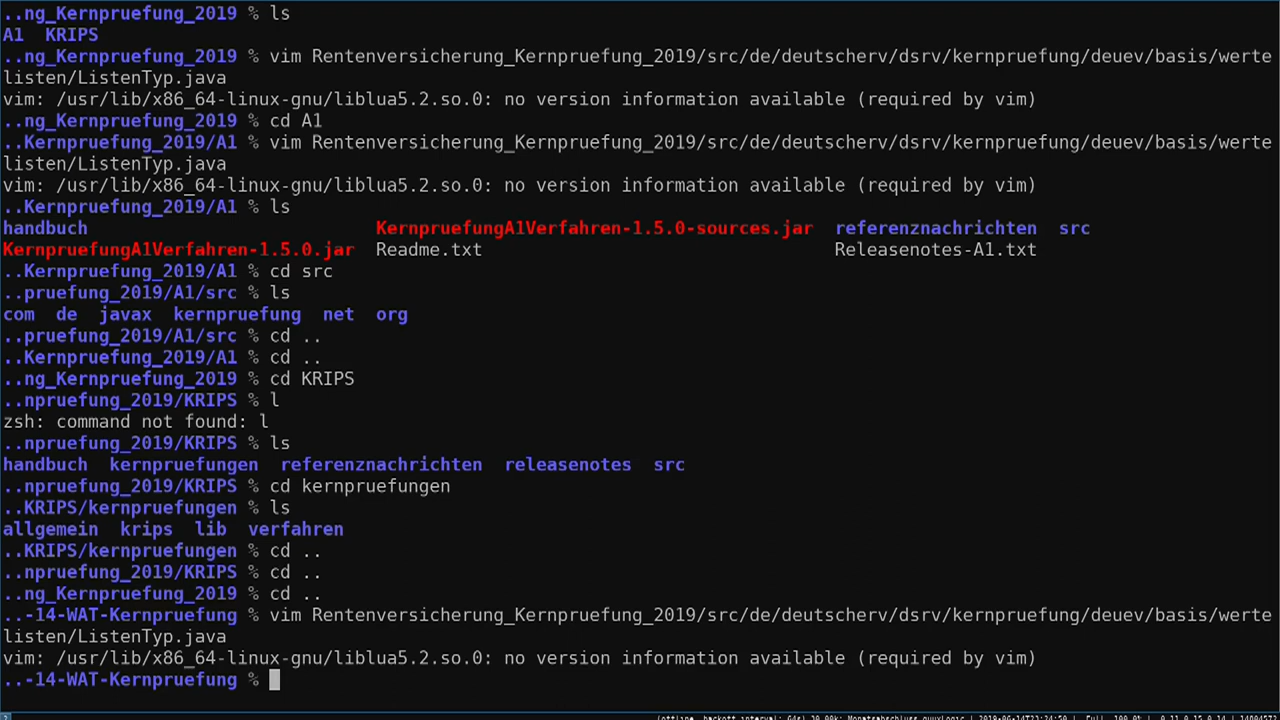 ..ng_Kernpruefung_2019 % ls
A1 KRIPS
..ng_Kernpruefung_2019 % vim Rentenversicherung_Kernpruefung_2019/src/de/deutscherv/dsrv/kernpruefung/deuev/basis/werte
listen/ListenTyp.java
vim: /usr/lib/x86_64-linux-gnu/liblua5.2.so.0: no version information available (required by vim)
..ng_Kernpruefung_2019 % cd A1
..Kernpruefung_2019/A1 % vim Rentenversicherung_Kernpruefung_2019/src/de/deutscherv/dsrv/kernpruefung/deuev/basis/werte
listen/ListenTyp.java
vim: /usr/lib/x86_64-linux-gnu/liblua5.2.so.0: no version information available (required by vim)
..Kernpruefung_2019/A1 % ls
handbuch KernpruefungA1Verfahren-1.5.0-sources.jar referenznachrichten src
KernpruefungA1Verfahren-1.5.0.jar Readme.txt Releasenotes-A1.txt
..Kernpruefung_2019/A1 % cd src
..pruefung_2019/A1/src % ls
com de javax kernpruefung net org
..pruefung_2019/A1/src % cd ..
..Kernpruefung_2019/A1 % cd ..
..ng_Kernpruefung_2019 % cd KRIPS
..npruefung_2019/KRIPS % l
zsh: command not found: l
..npruefung_2019/KRIPS % ls
handbuch kernpruefungen referenznachrichten releasenotes src
..npruefung_2019/KRIPS % cd kernpruefungen
..KRIPS/kernpruefungen % ls
allgemein krips lib verfahren
..KRIPS/kernpruefungen % cd ..
..npruefung_2019/KRIPS % cd ..
..ng_Kernpruefung_2019 % cd ..
..-14-WAT-Kernpruefung % vim Rentenversicherung_Kernpruefung_2019/src/de/deutscherv/dsrv/kernpruefung/deuev/basis/werte
listen/ListenTyp.java
vim: /usr/lib/x86_64-linux-gnu/liblua5.2.so.0: no version information available (required by vim)
..-14-WAT-Kernpruefung %